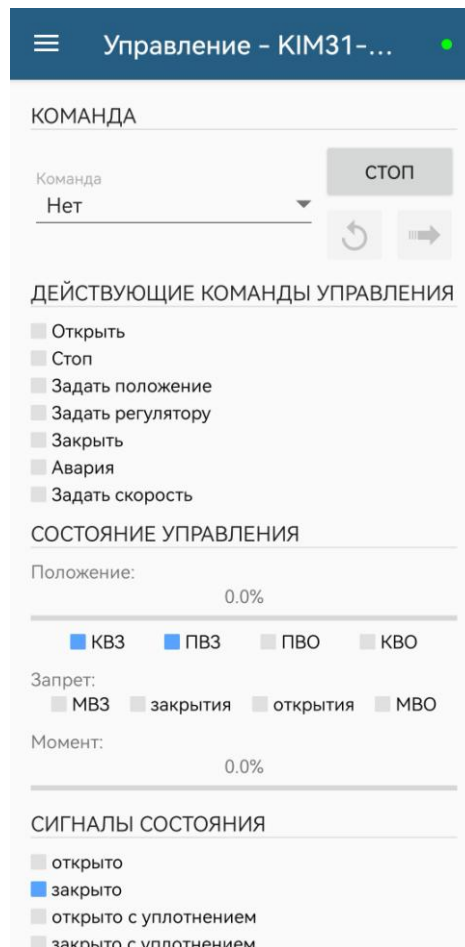 Управление - KIM31-...
КОМАНДА
Команда
Нет
СТОП
ДЕЙСТВУЮЩИЕ КОМАНДЫ УПРАВЛЕНИЯ
Открыть
Стоп
Задать положение
Задать регулятору
Закрыть
Авария
Задать скорость
СОСТОЯНИЕ УПРАВЛЕНИЯ
Положение:
0.0%
КВЗ ПВЗ ПВО КВО
Запрет:
МВЗ закрытия открытия МВО
Момент:
0.0%
СИГНАЛЫ СОСТОЯНИЯ
открыто
закрыто
открыто с уплотнением
закрыто с уплотнением